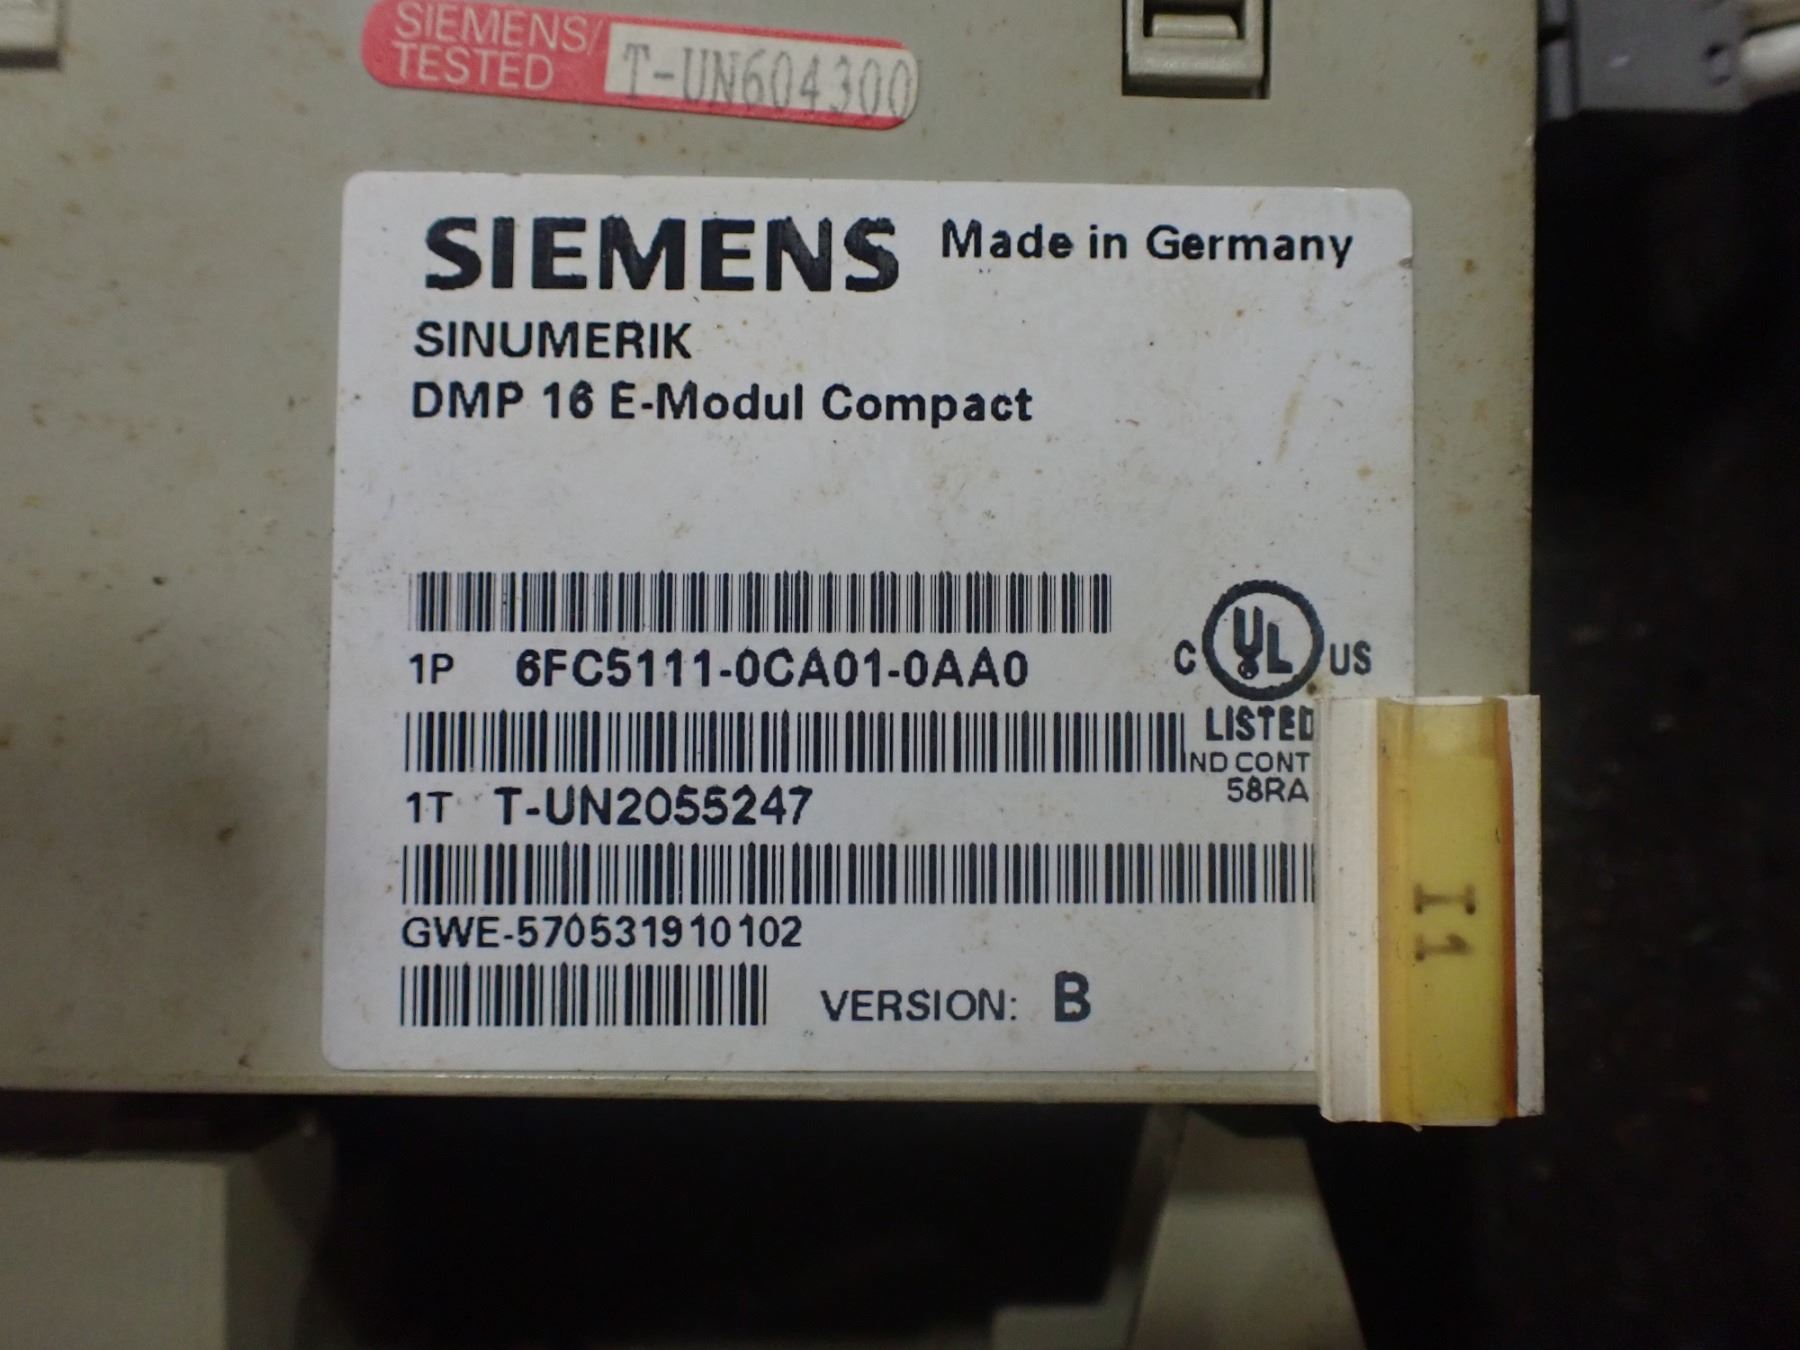 SIEMENS/
TESTED
T-UN604300
SIEMENS Made in Germany
SINUMERIK
DMP 16 E-Modul Compact
1P 6FC5111-0CA01-0AA0
C UL US
LISTED
ND CONT
58RA
1T T-UN2055247
GWE-570531910102
VERSION: B
I1